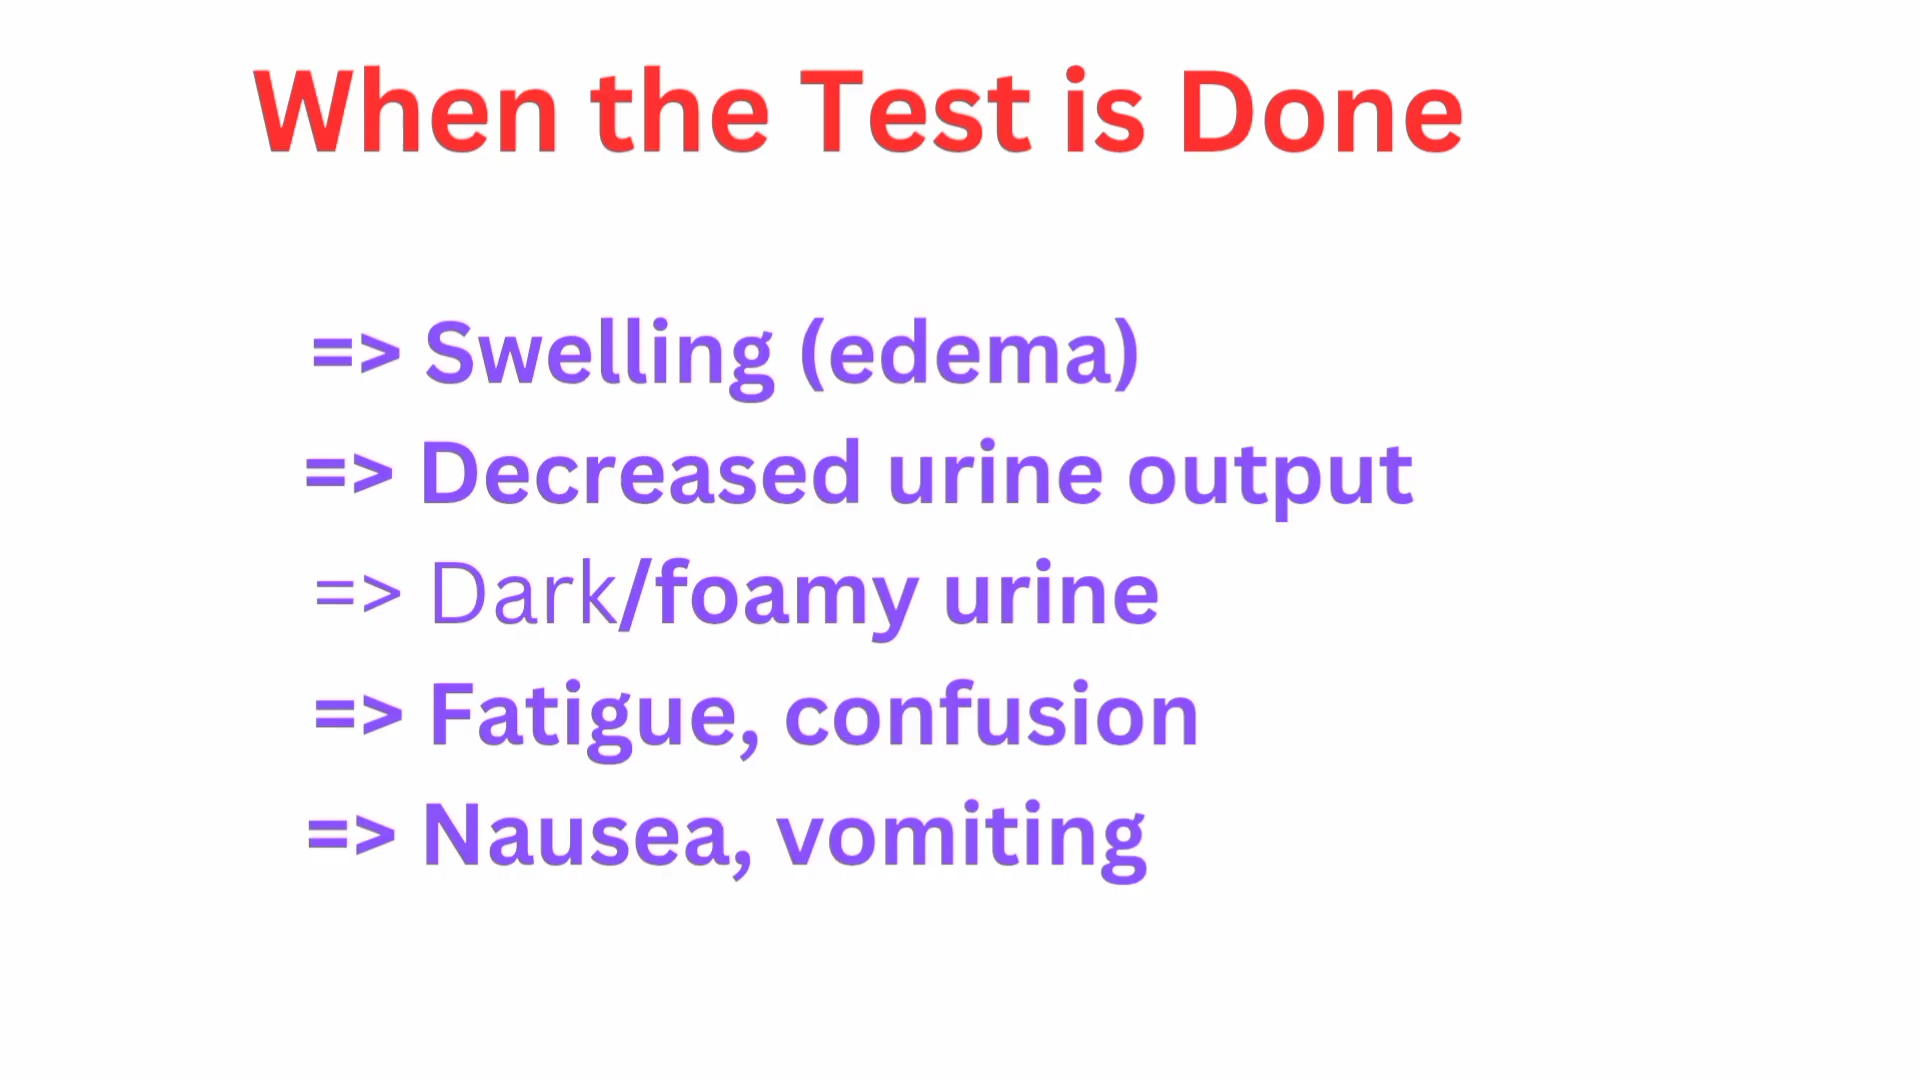 When the Test is Done
=> Swelling (edema)
=> Decreased urine output
=> Dark/foamy urine
=> Fatigue, confusion
=> Nausea, vomiting